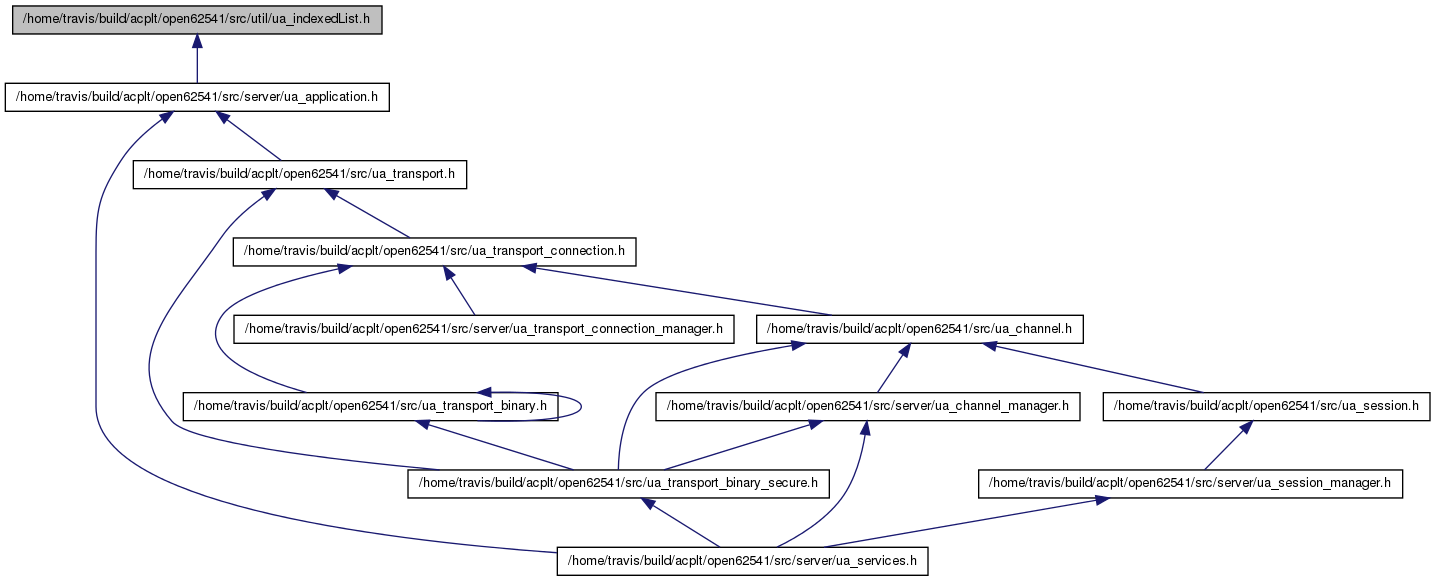 /home/travis/build/acplt/open62541/src/util/ua_indexedList.h
/home/travis/build/acplt/open62541/src/server/ua_application.h
/home/travis/build/acplt/open62541/src/ua_transport.h
/home/travis/build/acplt/open62541/src/ua_transport_connection.h
/home/travis/build/acplt/open62541/src/server/ua_transport_connection_manager.h
/home/travis/build/acplt/open62541/src/ua_channel.h
/home/travis/build/acplt/open62541/src/ua_transport_binary.h
/home/travis/build/acplt/open62541/src/server/ua_channel_manager.h
/home/travis/build/acplt/open62541/src/ua_session.h
/home/travis/build/acplt/open62541/src/ua_transport_binary_secure.h
/home/travis/build/acplt/open62541/src/server/ua_session_manager.h
/home/travis/build/acplt/open62541/src/server/ua_services.h